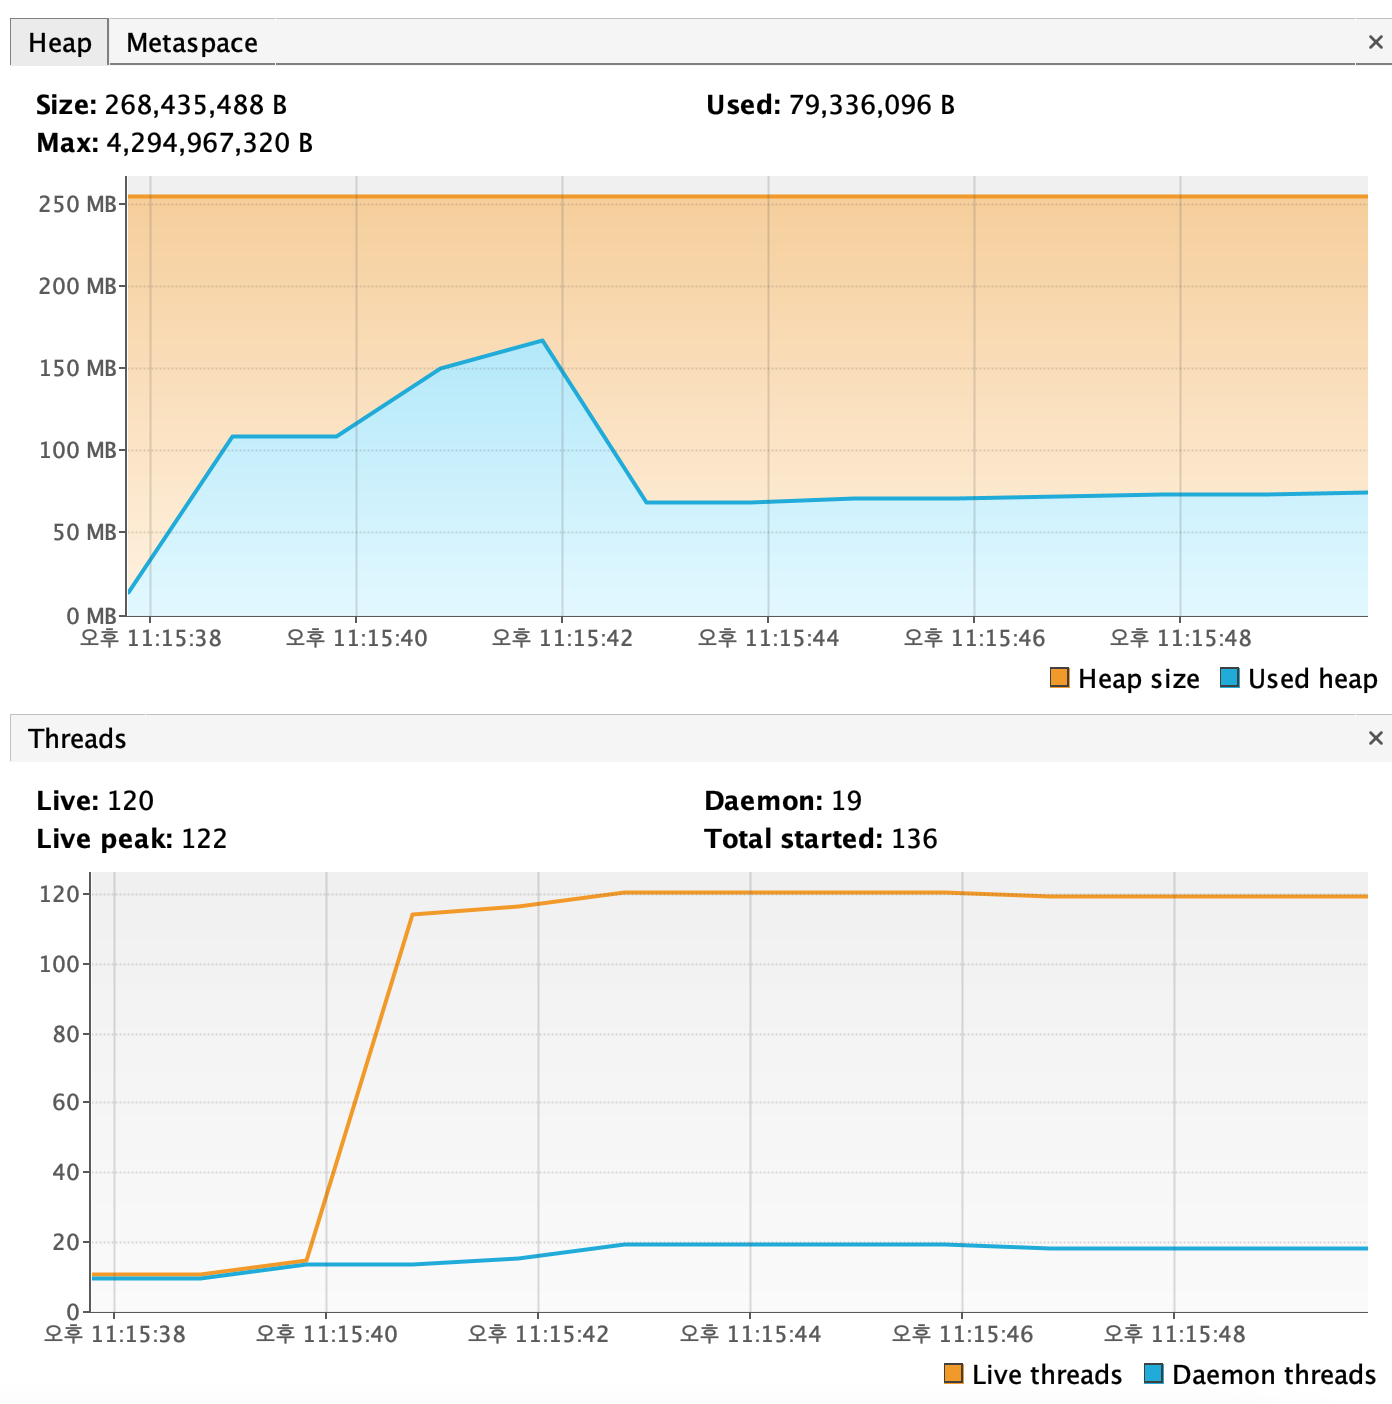 Heap Metaspace ×
Size: 268,435,488 B Used: 79,336,096 B
Max: 4,294,967,320 B
250 MB
200 MB
150 MB
100 MB
50 MB
0 MB
오후 11:15:38 오후 11:15:40 오후 11:15:42 오후 11:15:44 오후 11:15:46 오후 11:15:48
Heap size Used heap
Threads ×
Live: 120 Daemon: 19
Live peak: 122 Total started: 136
120
100
80
60
40
20
0
오후 11:15:38 오후 11:15:40 오후 11:15:42 오후 11:15:44 오후 11:15:46 오후 11:15:48
Live threads Daemon threads